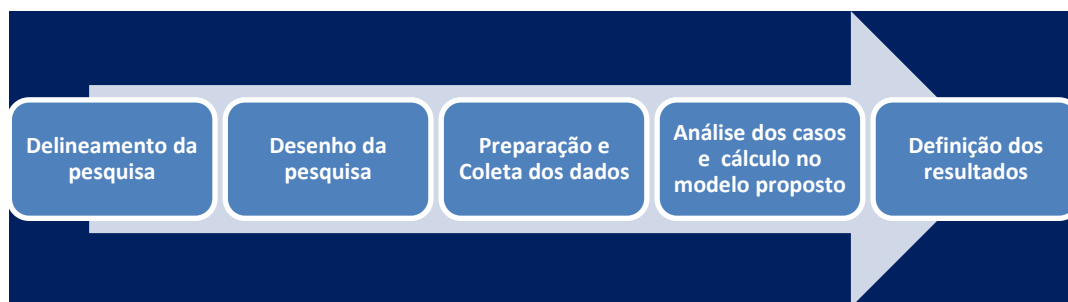 Delineamento da
pesquisa
Desenho da
pesquisa
Preparação e
Coleta dos dados
Análise dos casos
e cálculo no
modelo proposto
Definição dos
resultados